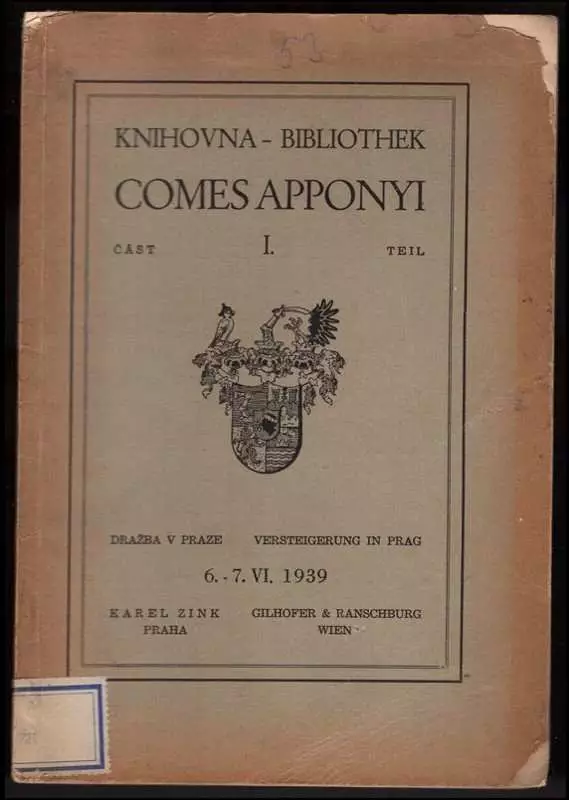 53
KNIHOVNA - BIBLIOTHEK
COMES APPONYI
ČÁST I. TEIL
DRAŽBA V PRAZE VERSTEIGERUNG IN PRAG
6. - 7. VI. 1939
KAREL ZINK GILHOFER & RANSCHBURG
PRAHA WIEN